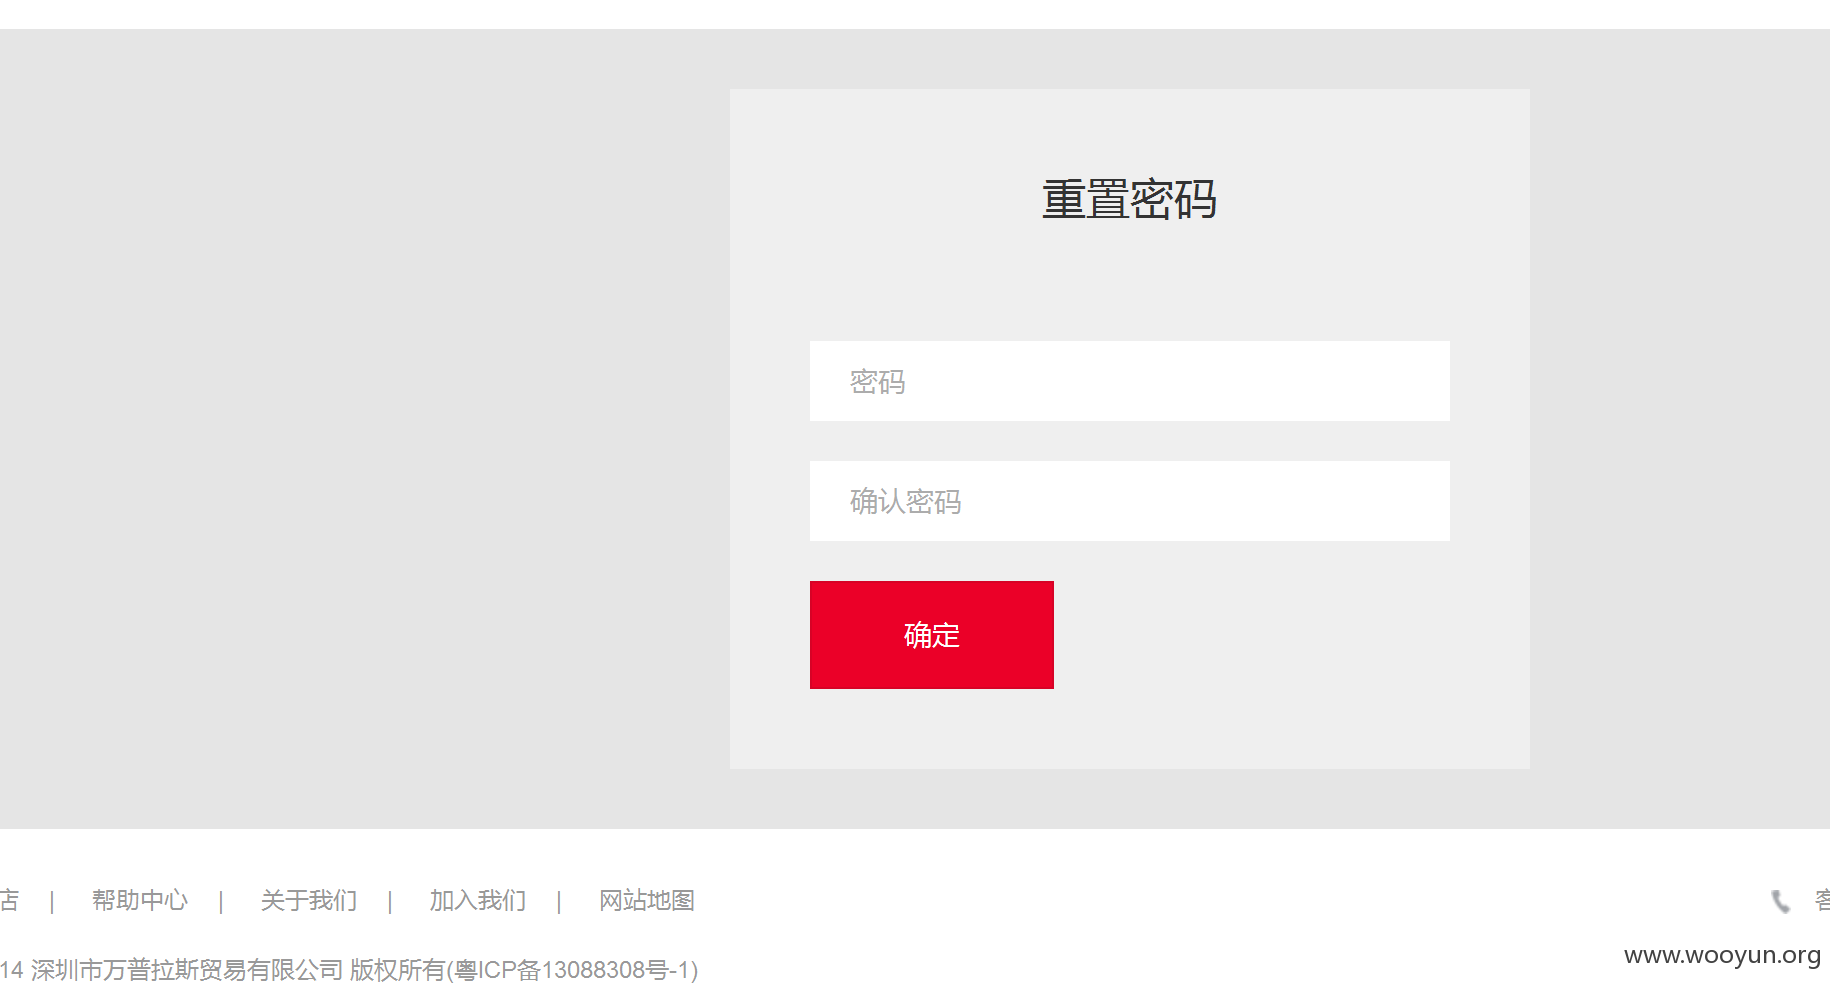 重置密码
密码
确认密码
确定
店 | 帮助中心 | 关于我们 | 加入我们 | 网站地图
客
14 深圳市万普拉斯贸易有限公司 版权所有(粤ICP备13088308号-1)
www.wooyun.org